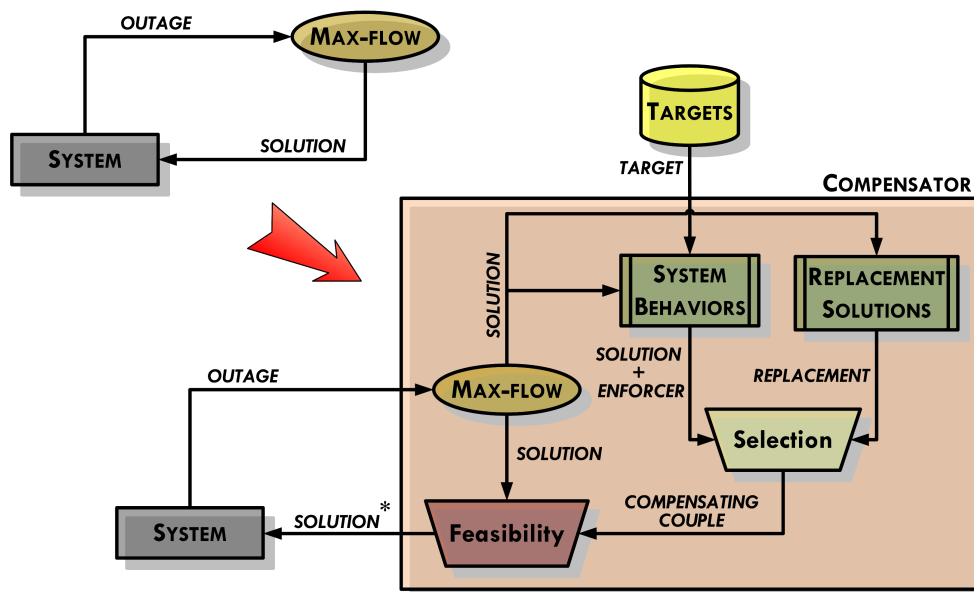 OUTAGE
MAX-FLOW
SOLUTION
SYSTEM
TARGETS
TARGET
COMPENSATOR
SOLUTION
SYSTEM
BEHAVIORS
REPLACEMENT
SOLUTIONS
SOLUTION
+
ENFORCER
REPLACEMENT
OUTAGE
MAX-FLOW
Selection
SOLUTION
COMPENSATING
COUPLE
SYSTEM
SOLUTION*
Feasibility